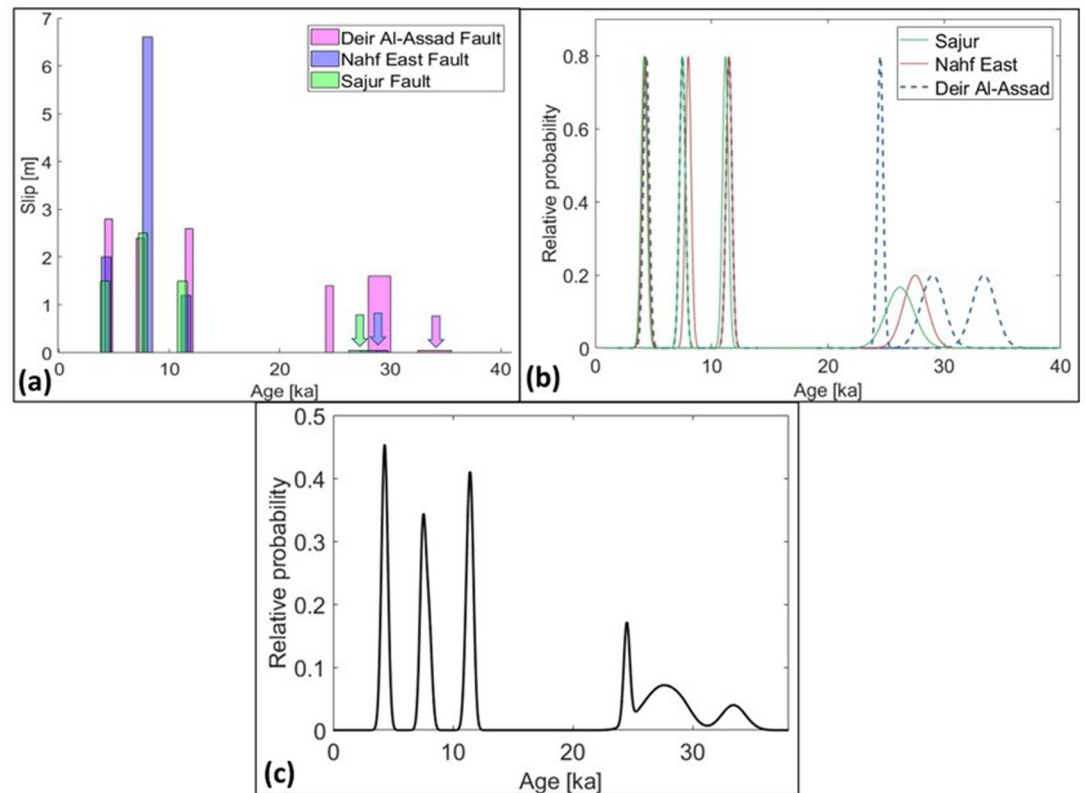 7
6
5
4
3
2
1
0
Slip [m]
Deir Al-Assad Fault
Nahf East Fault
Sajur Fault
0 10 20 30 40
Age [ka]
(a)
0.8
0.6
0.4
0.2
0
Relative probability
Sajur
Nahf East
Deir Al-Assad
0 10 20 30 40
Age [ka]
(b)
0.5
0.4
0.3
0.2
0.1
0
Relative probability
0 10 20 30
Age [ka]
(c)